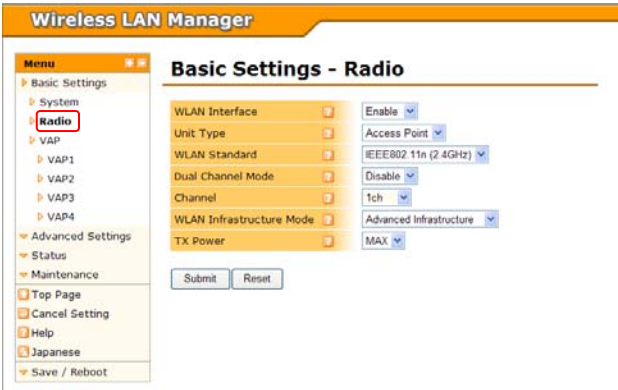 Wireless LAN Manager
Menu
Basic Settings
System
Radio
VAP
VAP1
VAP2
VAP3
VAP4
Advanced Settings
Status
Maintenance
Top Page
Cancel Setting
Help
Japanese
Save / Reboot
Basic Settings - Radio
WLAN Interface ? Enable
Unit Type ? Access Point
WLAN Standard ? IEEE802.11n (2.4GHz)
Dual Channel Mode ? Disable
Channel ? 1ch
WLAN Infrastructure Mode ? Advanced Infrastructure
TX Power ? MAX
Submit Reset